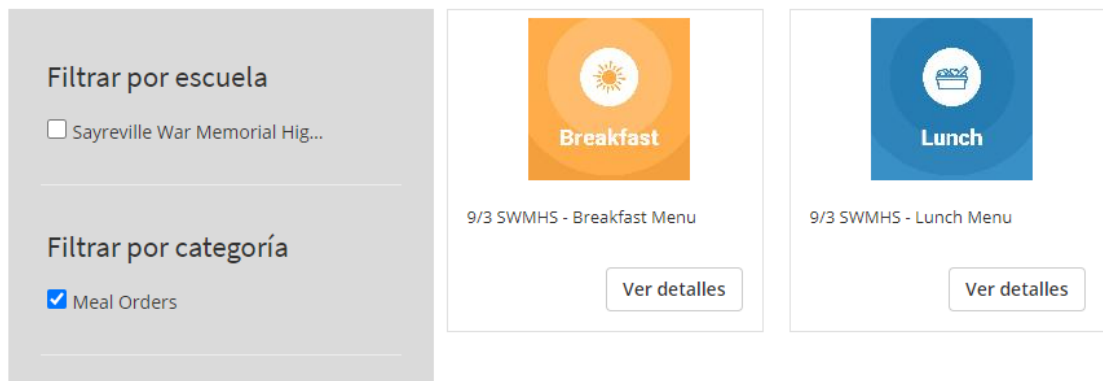 Filtrar por escuela
Sayreville War Memorial Hig...
Filtrar por categoría
Meal Orders
Breakfast
9/3 SWMHS - Breakfast Menu
Ver detalles
Lunch
9/3 SWMHS - Lunch Menu
Ver detalles